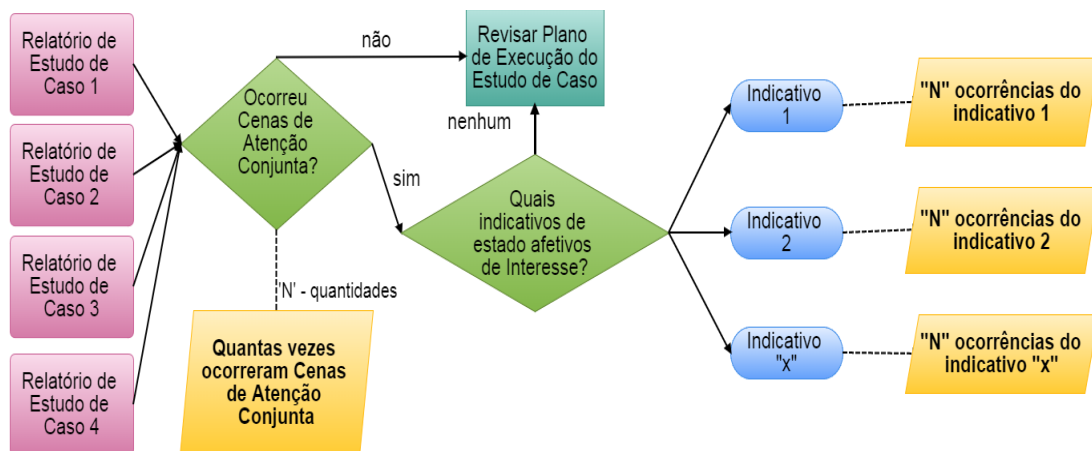 Relatório de
Estudo de
Caso 1
Relatório de
Estudo de
Caso 2
Relatório de
Estudo de
Caso 3
Relatório de
Estudo de
Caso 4
Ocorreu
Cenas de
Atenção
Conjunta?
não
sim
'N' - quantidades
Quantas vezes
ocorreram Cenas
de Atenção
Conjunta
Revisar Plano
de Execução do
Estudo de Caso
nenhum
Quais
indicativos de
estado afetivos
de Interesse?
Indicativo
1
"N" ocorrências do
indicativo 1
Indicativo
2
"N" ocorrências do
indicativo 2
Indicativo
"x"
"N" ocorrências do
indicativo "x"